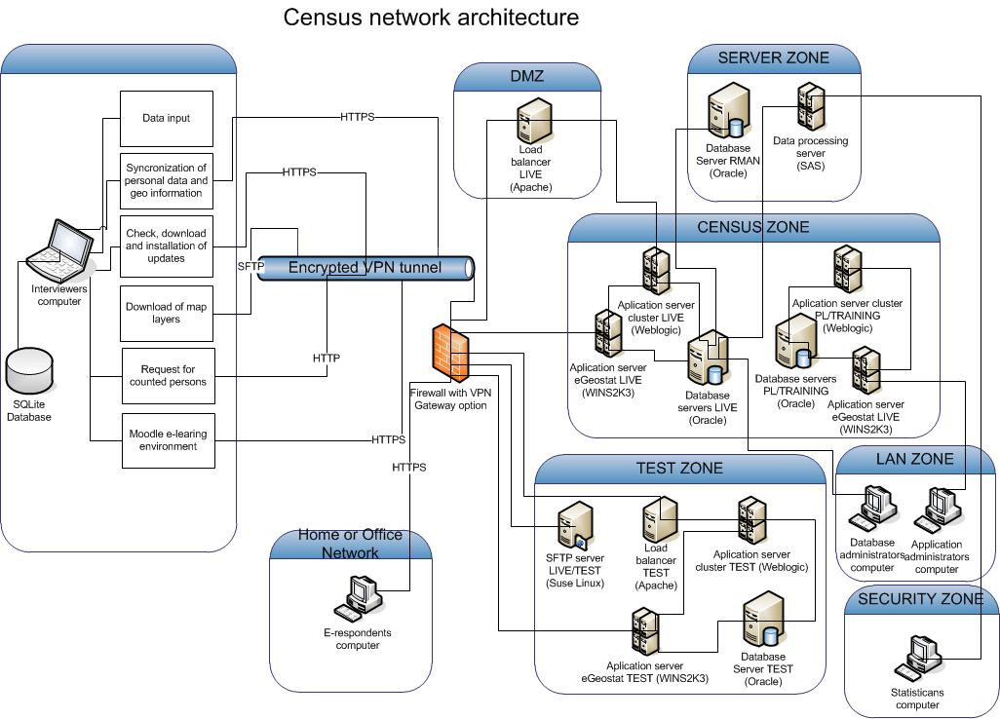 Census network architecture
Data input
Syncronization of
personal data and
geo information
Check, download
and installation of
updates
Download of map
layers
Request for
counted persons
Moodle e-learing
environment
Interviewers
computer
SQLite
Database
HTTPS
HTTPS
SFTP
Encrypted VPN tunnel
HTTP
HTTPS
HTTPS
Firewall with VPN
Gateway option
Home or Office
Network
E-respondents
computer
DMZ
Load
balancer
LIVE
(Apache)
SERVER ZONE
Database
Server RMAN
(Oracle)
Data processing
server
(SAS)
CENSUS ZONE
Aplication server
cluster LIVE
(Weblogic)
Aplication server
eGeostat LIVE
(WINS2K3)
Database
servers LIVE
(Oracle)
Aplication server cluster
PL/TRAINING
(Weblogic)
Database servers
PL/TRAINING
(Oracle)
Aplication server
eGeostat LIVE
(WINS2K3)
TEST ZONE
SFTP server
LIVE/TEST
(Suse Linux)
Load
balancer
TEST
(Apache)
Aplication server
cluster TEST (Weblogic)
Aplication server
eGeostat TEST (WINS2K3)
Database
Server TEST
(Oracle)
LAN ZONE
Database
administrators
computer
Application
administrators
computer
SECURITY ZONE
Statisticans
computer